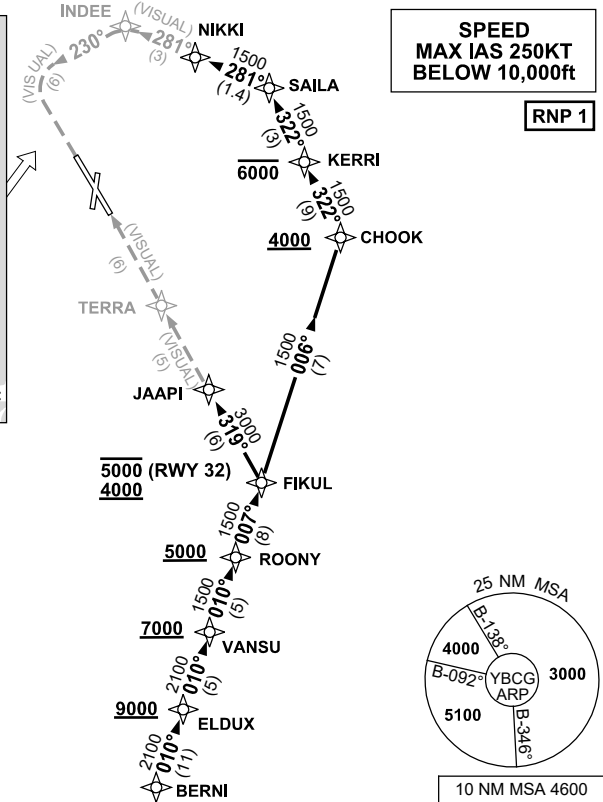 INDEE
(VISUAL)
281°
(3)
230°
(VIS UAL)
(6)
NIKKI
1500
281°
(1.4)
SAILA
1500
322°
(3)
KERRI
6000
1500
322°
(9)
CHOOK
4000
SPEED
MAX IAS 250KT
BELOW 10,000ft
RNP 1
(VISUAL)
(6)
TERRA
(VISUAL)
(5)
JAAPI
3000
319°
(6)
1500
006°
(7)
5000 (RWY 32)
4000
FIKUL
1500
007°
(8)
5000
ROONY
1500
010°
(5)
7000
VANSU
2100
010°
(5)
9000
ELDUX
2100
010°
(11)
BERNI
25 NM MSA
B-138°
4000
3000
B-092°
YBCG
ARP
5100
B-346°
10 NM MSA 4600